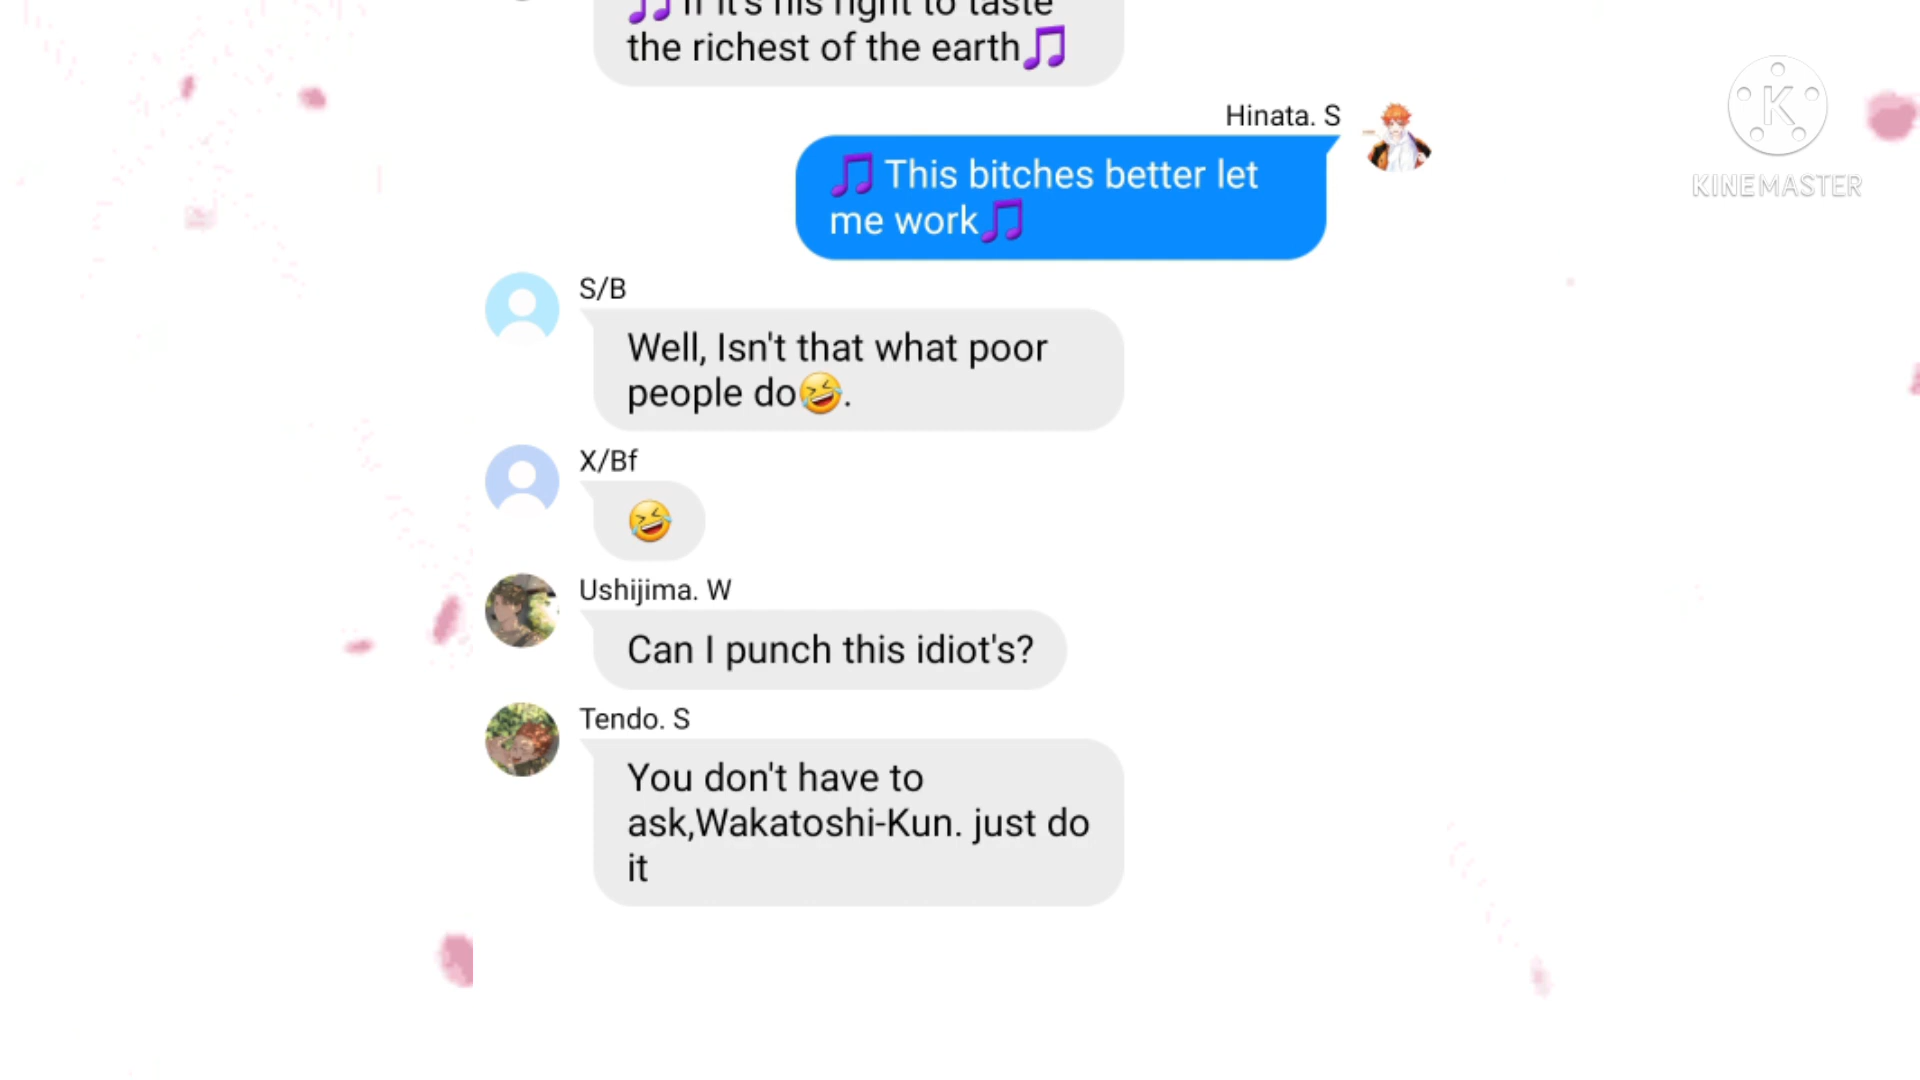 🎵If it's his right to taste
the richest of the earth🎵
Hinata. S
🎵This bitches better let
me work🎵
KINEMASTER
S/B
Well, Isn't that what poor
people do🤣.
X/Bf
🤣
Ushijima. W
Can I punch this idiot's?
Tendo. S
You don't have to
ask,Wakatoshi-Kun. just do
it